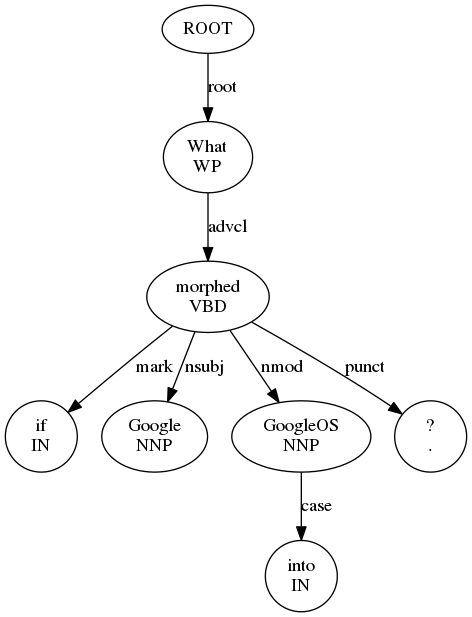 ROOT
root
What
WP
advcl
morphed
VBD
mark nsubj nmod punct
if Google GoogleOS ?
IN NNP NNP .
case
into
IN